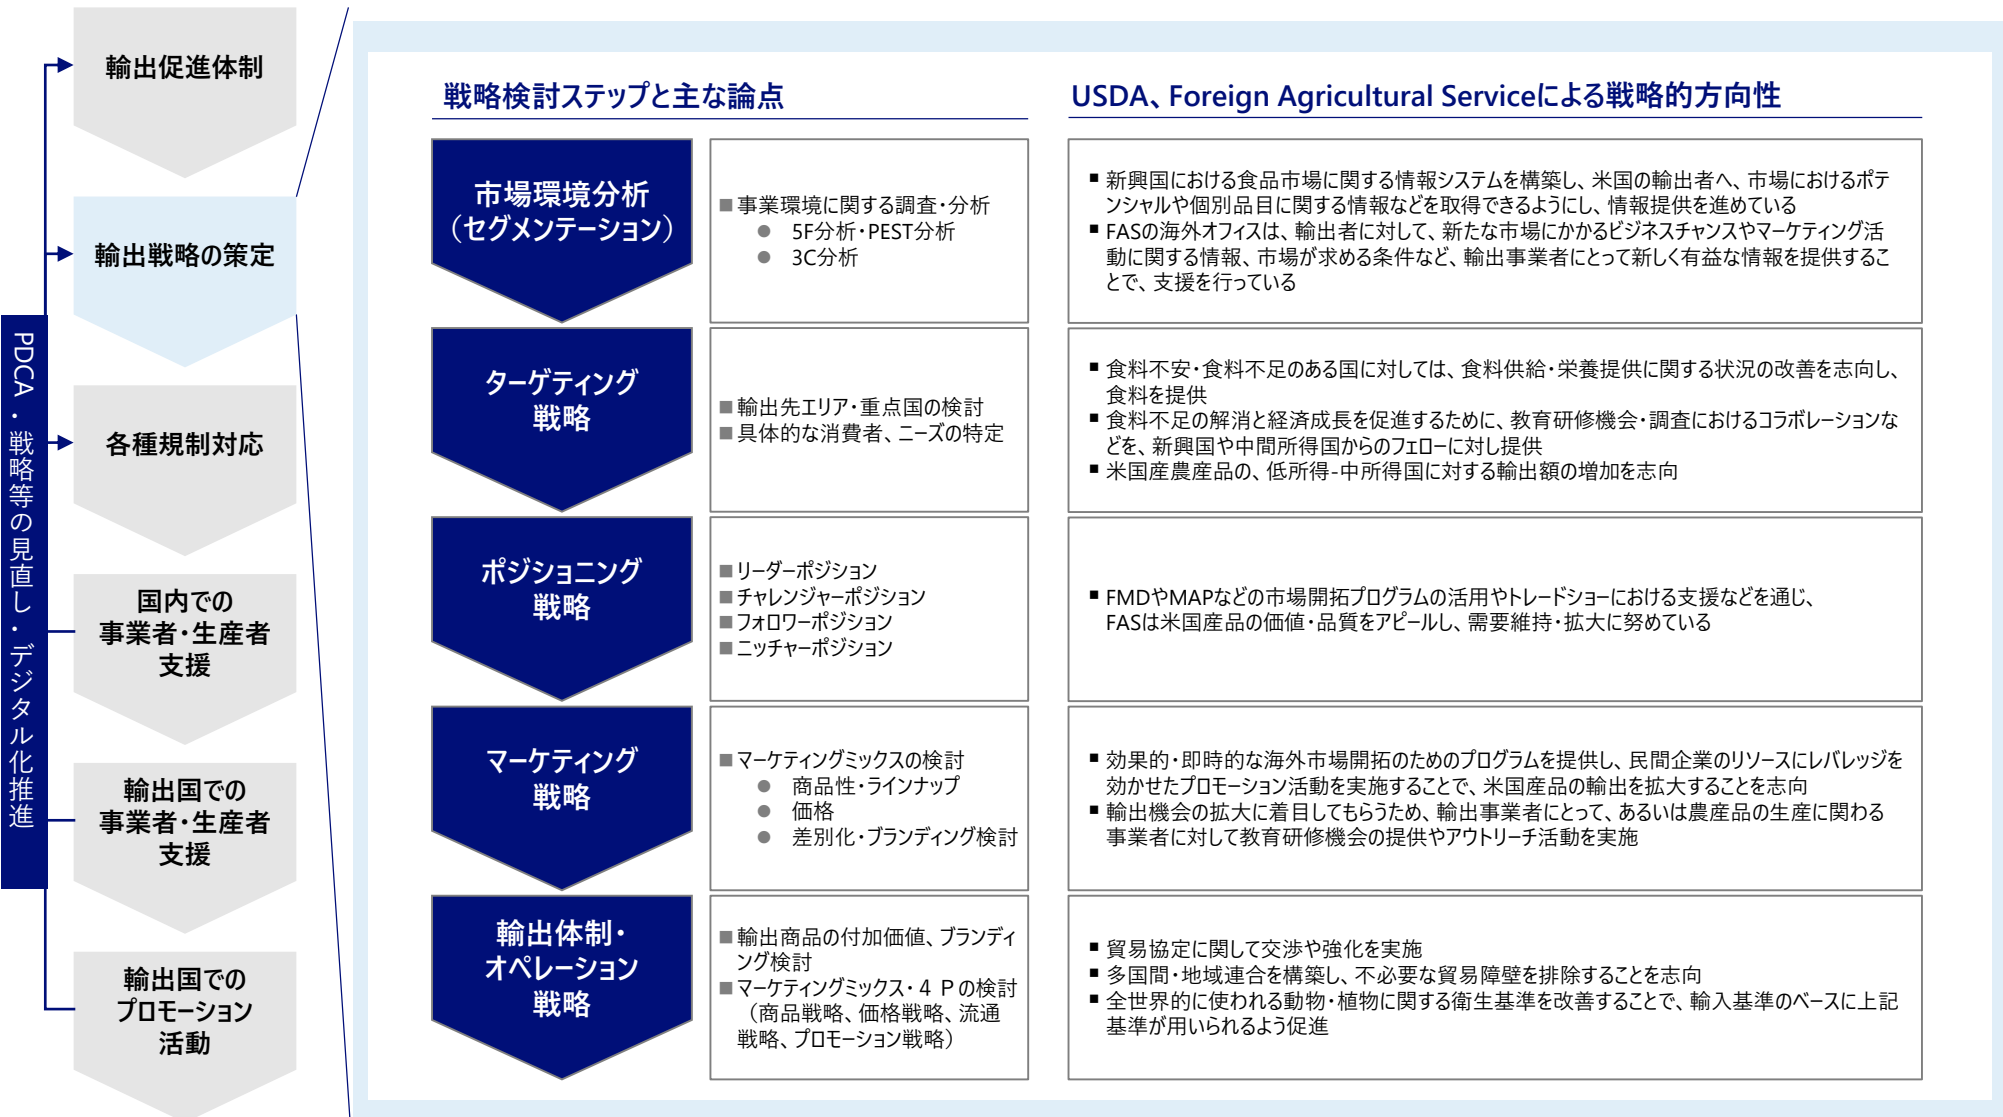 輸出促進体制
輸出戦略の策定
各種規制対応
国内での
事業者・生産者
支援
輸出国での
事業者・生産者
支援
輸出国での
プロモーション
活動
PDCA・戦略等の見直し・デジタル化推進
戦略検討ステップと主な論点
USDA、Foreign Agricultural Serviceによる戦略的方向性
市場環境分析
（セグメンテーション）
■事業環境に関する調査・分析
● 5F分析・PEST分析
● 3C分析
▪ 新興国における食品市場に関する情報システムを構築し、米国の輸出者へ、市場におけるポテ
ンシャルや個別品目に関する情報などを取得できるようにし、情報提供を進めている
▪ FASの海外オフィスは、輸出者に対して、新たな市場にかかるビジネスチャンスやマーケティング活
動に関する情報、市場が求める条件など、輸出事業者にとって新しく有益な情報を提供するこ
とで、支援を行っている
ターゲティング
戦略
■輸出先エリア・重点国の検討
■具体的な消費者、ニーズの特定
▪ 食料不安・食料不足のある国に対しては、食料供給・栄養提供に関する状況の改善を志向し、
食料を提供
▪ 食料不足の解消と経済成長を促進するために、教育研修機会・調査におけるコラボレーションな
どを、新興国や中間所得国からのフェローに対し提供
▪ 米国産農産品の、低所得-中所得国に対する輸出額の増加を志向
ポジショニング
戦略
■リーダーポジション
■チャレンジャーポジション
■フォロワーポジション
■ニッチャーポジション
▪ FMDやMAPなどの市場開拓プログラムの活用やトレードショーにおける支援などを通じ、
FASは米国産品の価値・品質をアピールし、需要維持・拡大に努めている
マーケティング
戦略
■マーケティングミックスの検討
● 商品性・ラインナップ
● 価格
● 差別化・ブランディング検討
▪ 効果的・即時的な海外市場開拓のためのプログラムを提供し、民間企業のリソースにレバレッジを
効かせたプロモーション活動を実施することで、米国産品の輸出を拡大することを志向
▪ 輸出機会の拡大に着目してもらうため、輸出事業者にとって、あるいは農産品の生産に関わる
事業者に対して教育研修機会の提供やアウトリーチ活動を実施
輸出体制・
オペレーション
戦略
■輸出商品の付加価値、ブランディ
ング検討
■マーケティングミックス・４Ｐの検討
（商品戦略、価格戦略、流通
戦略、プロモーション戦略）
▪ 貿易協定に関して交渉や強化を実施
▪ 多国間・地域連合を構築し、不必要な貿易障壁を排除することを志向
▪ 全世界的に使われる動物・植物に関する衛生基準を改善することで、輸入基準のベースに上記
基準が用いられるよう促進